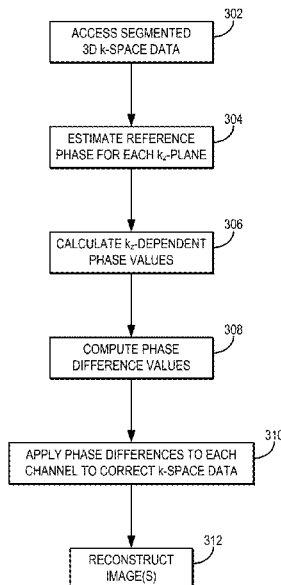 302
ACCESS SEGMENTED
3D k-SPACE DATA
304
ESTIMATE REFERENCE
PHASE FOR EACH kz-PLANE
306
CALCULATE kz-DEPENDENT
PHASE VALUES
308
COMPUTE PHASE
DIFFERENCE VALUES
310
APPLY PHASE DIFFERENCES TO EACH
CHANNEL TO CORRECT k-SPACE DATA
312
RECONSTRUCT
IMAGE(S)